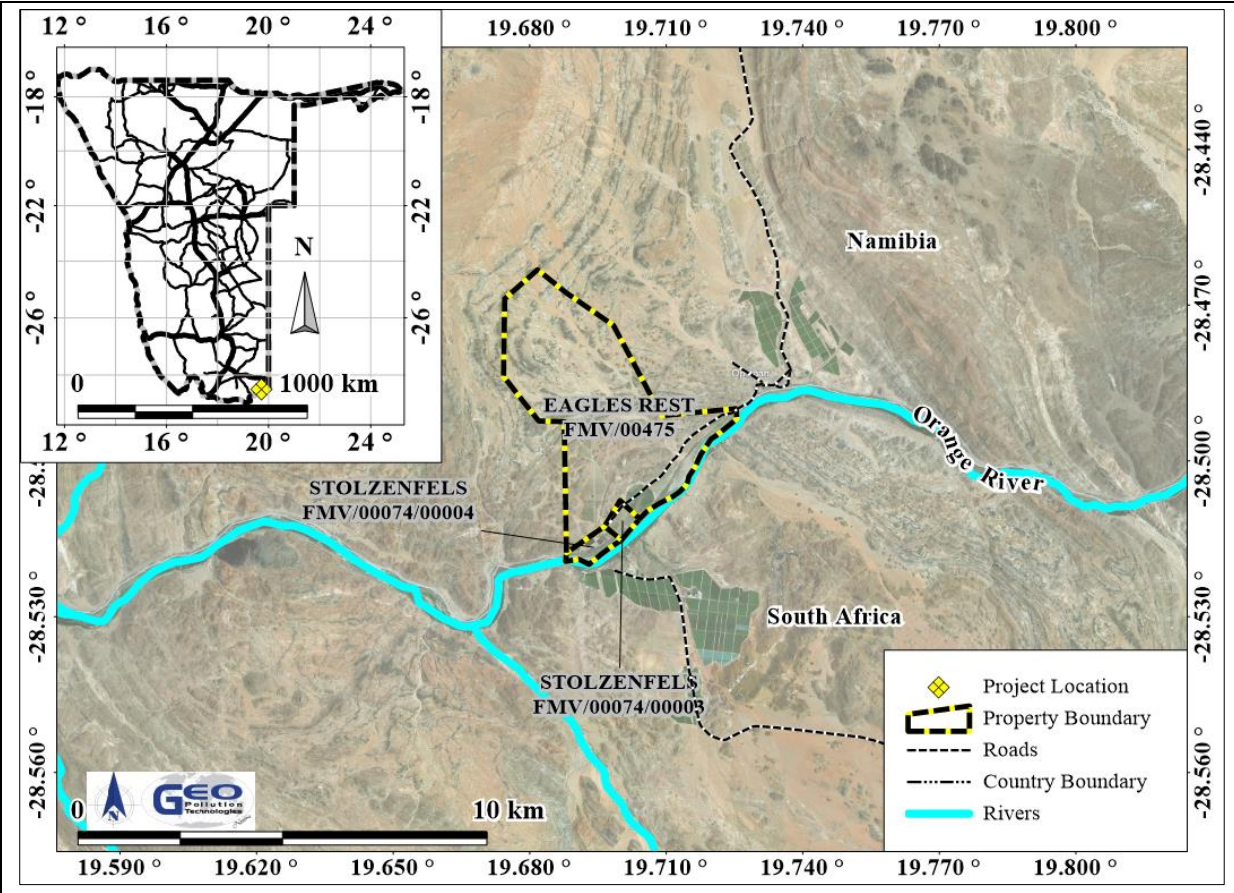 12 ° 16 ° 20 ° 24 °
19.680 ° 19.710 ° 19.740 ° 19.770 ° 19.800 °
-18
-22
-26
N
0 1000 km
12 ° 16 ° 20 ° 24 °
-28.440 °
-28.470 °
-28.500 °
-28.530 °
-28.560 °
Namibia
EAGLES REST
FMV/00475
Orange River
STOLZENFELS
FMV/00074/00004
South Africa
STOLZENFELS
FMV/00074/00003
-28.530 °
-28.560 °
Project Location
Property Boundary
Roads
Country Boundary
Rivers
N
GEO
Pollution
Technologies
0 10 km
19.590 ° 19.620 ° 19.650 ° 19.680 ° 19.710 ° 19.740 ° 19.770 ° 19.800 °